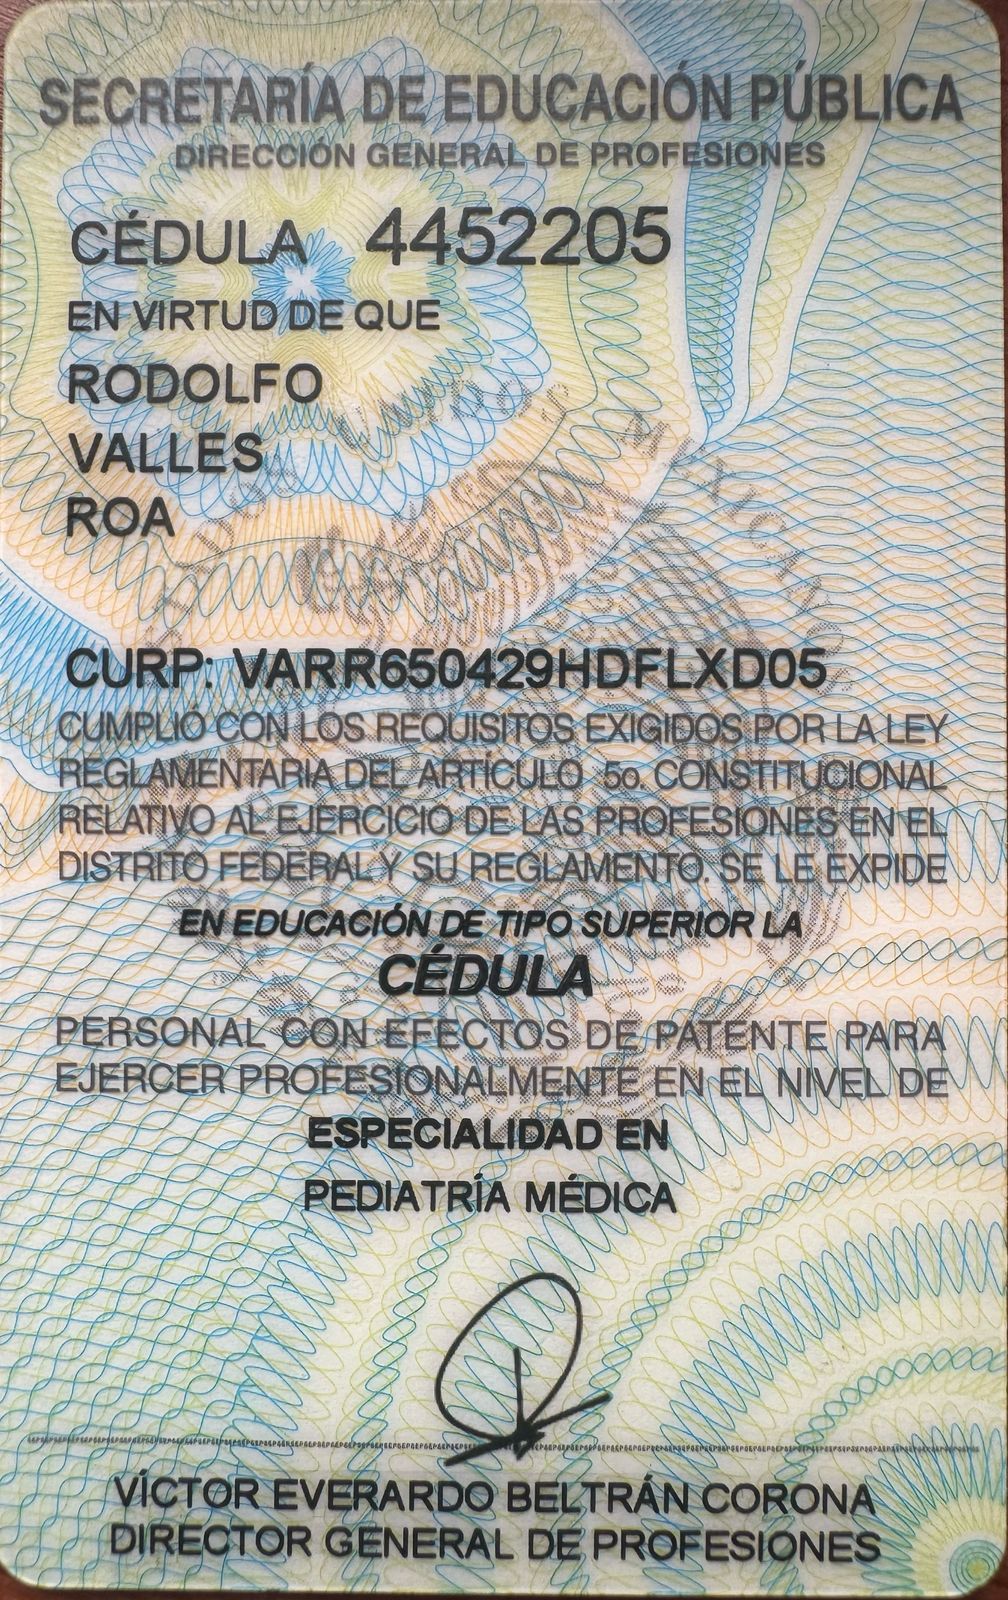 SECRETARÍA DE EDUCACIÓN PÚBLICA
DIRECCIÓN GENERAL DE PROFESIONES
CÉDULA 4452205
EN VIRTUD DE QUE
RODOLFO
VALLES
ROA
CURP: VARR650429HDFLXD05
CUMPLIÓ CON LOS REQUISITOS EXIGIDOS POR LA LEY
REGLAMENTARIA DEL ARTÍCULO 5o. CONSTITUCIONAL
RELATIVO AL EJERCICIO DE LAS PROFESIONES EN EL
DISTRITO FEDERAL Y SU REGLAMENTO. SE LE EXPIDE
EN EDUCACIÓN DE TIPO SUPERIOR LA
CÉDULA
PERSONAL CON EFECTOS DE PATENTE PARA
EJERCER PROFESIONALMENTE EN EL NIVEL DE
ESPECIALIDAD EN
PEDIATRÍA MÉDICA
VÍCTOR EVERARDO BELTRÁN CORONA
DIRECTOR GENERAL DE PROFESIONES